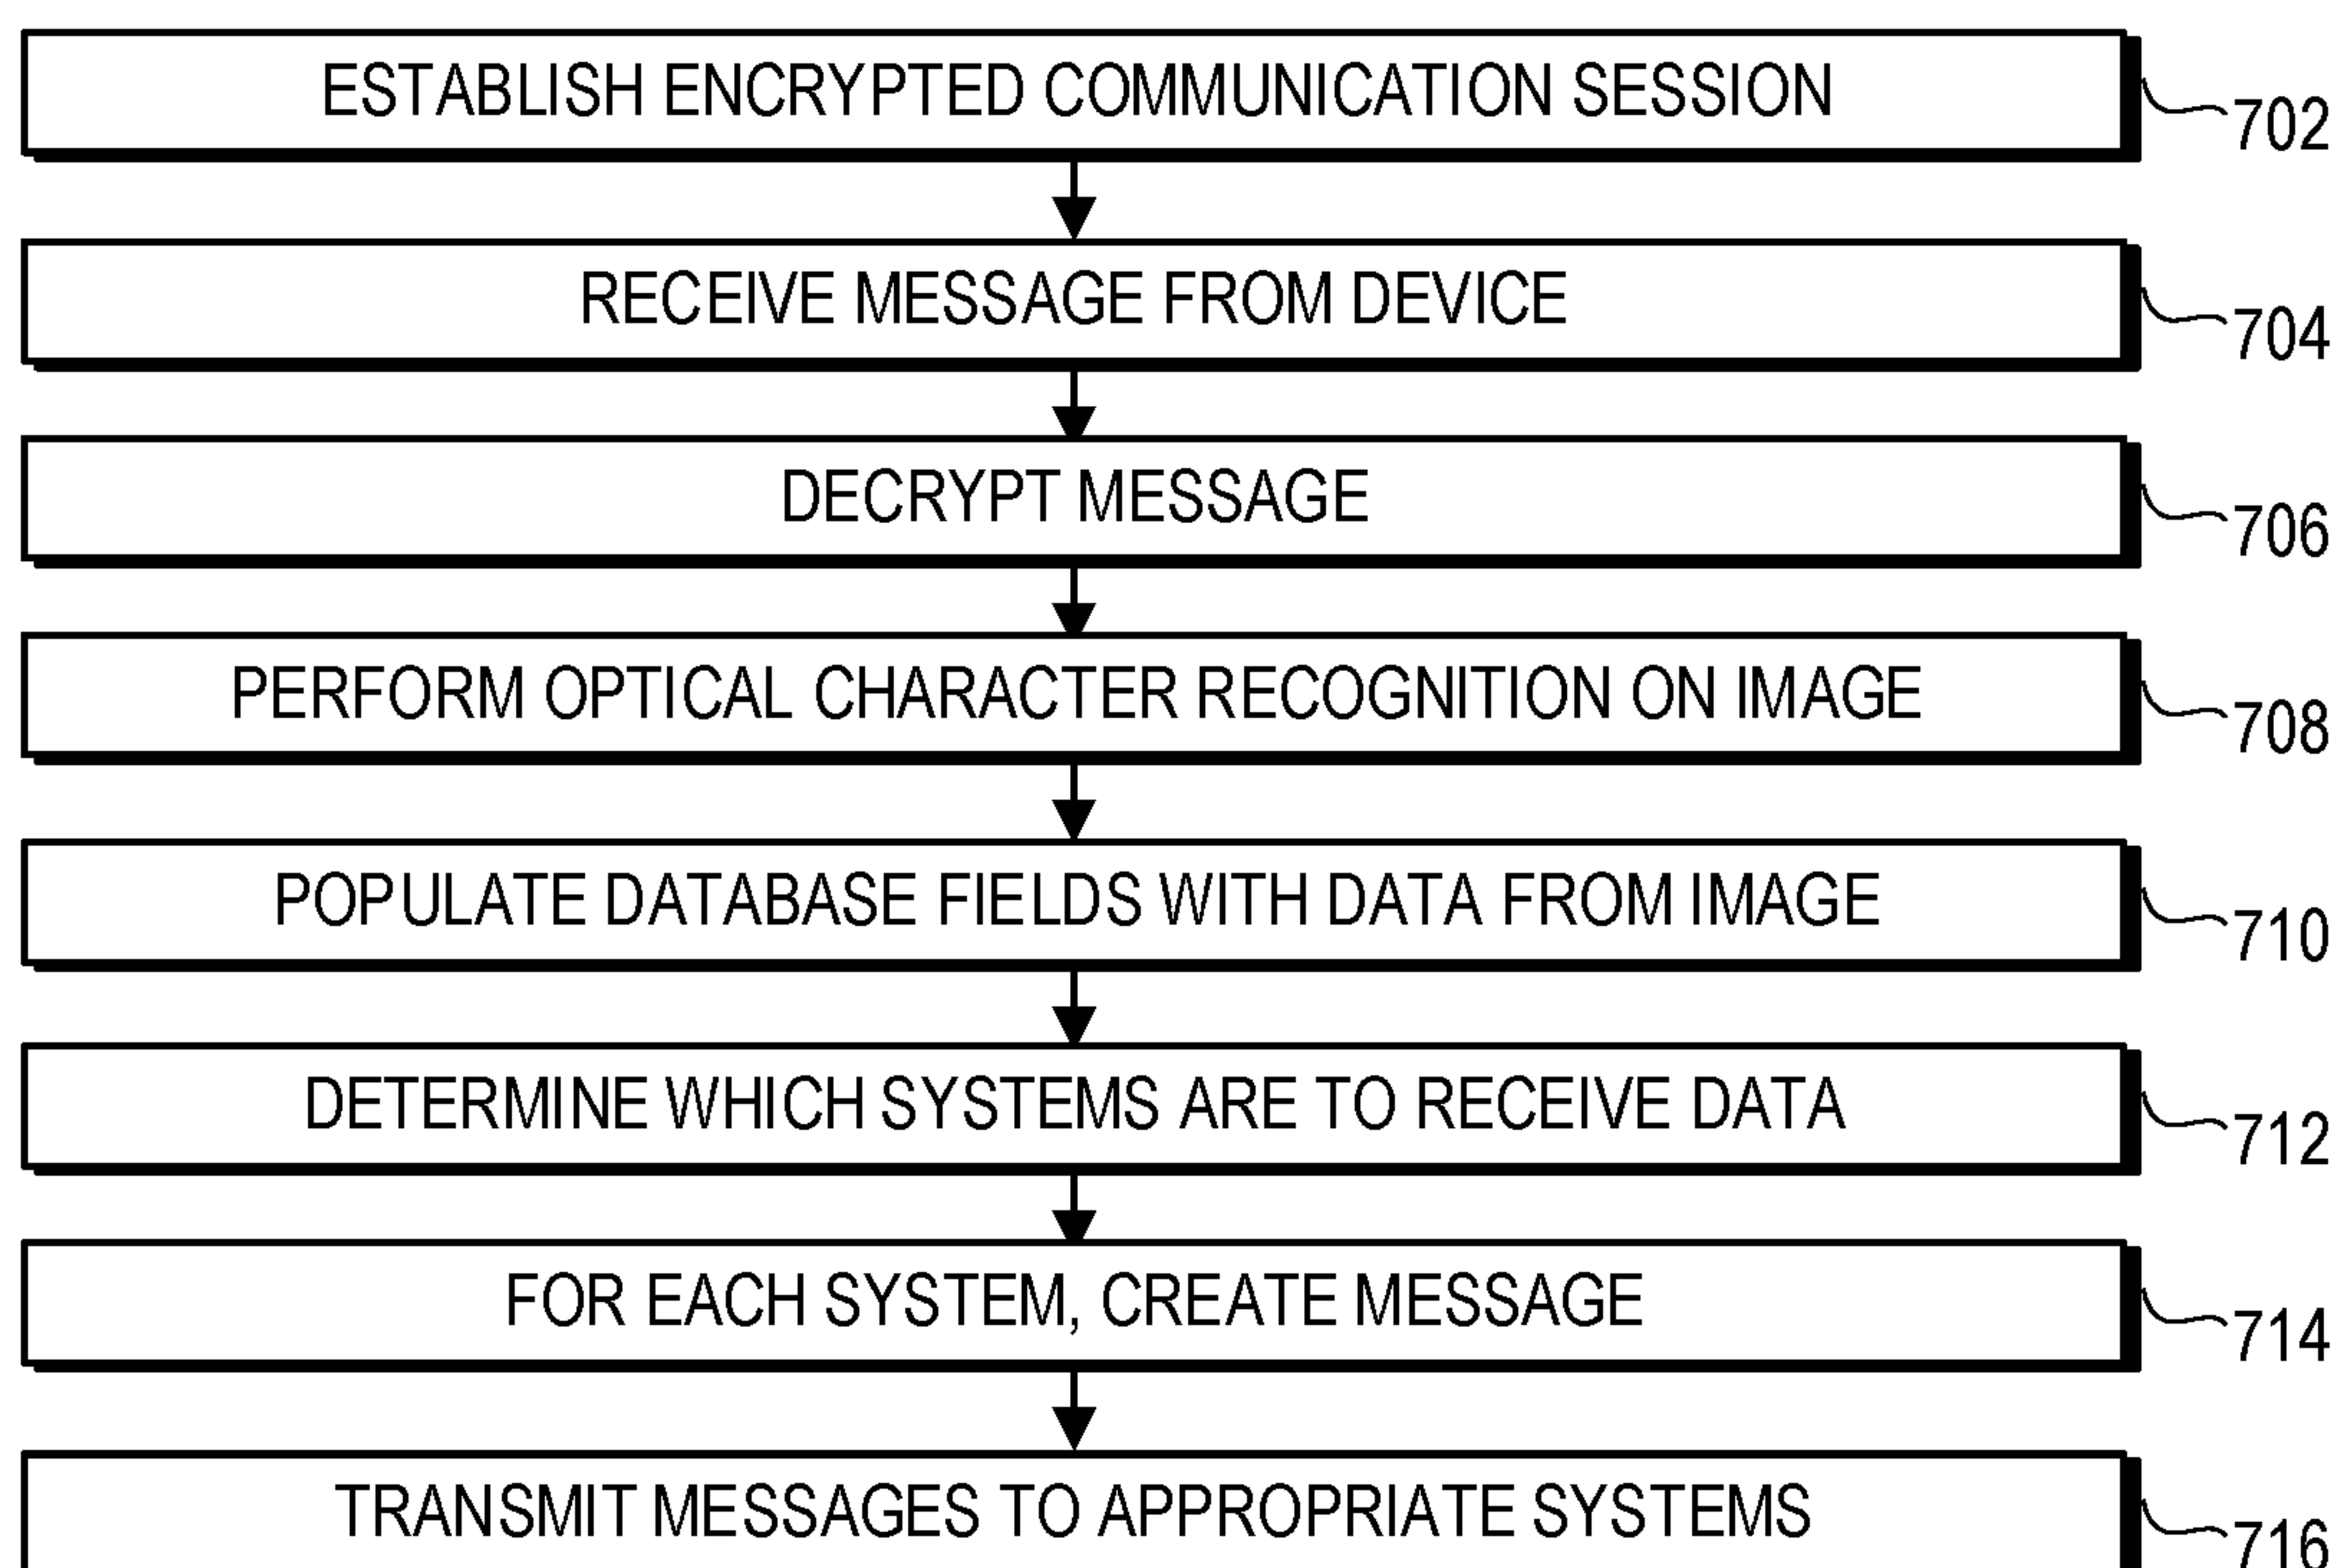 ESTABLISH ENCRYPTED COMMUNICATION SESSION
702
RECEIVE MESSAGE FROM DEVICE
704
DECRYPT MESSAGE
706
PERFORM OPTICAL CHARACTER RECOGNITION ON IMAGE
708
POPULATE DATABASE FIELDS WITH DATA FROM IMAGE
710
DETERMINE WHICH SYSTEMS ARE TO RECEIVE DATA
712
FOR EACH SYSTEM, CREATE MESSAGE
714
TRANSMIT MESSAGES TO APPROPRIATE SYSTEMS
716